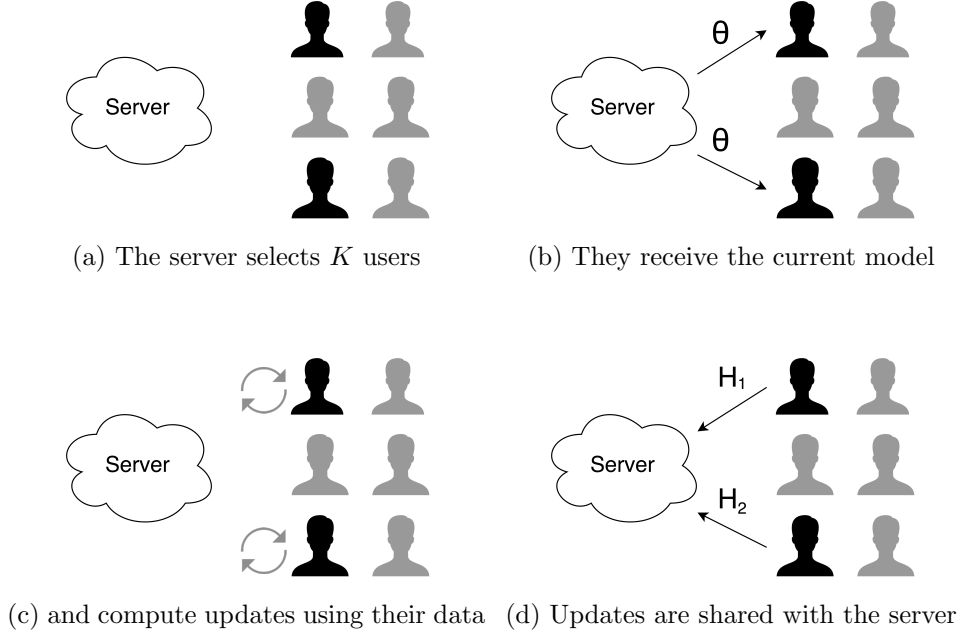 Server
(a) The server selects K users
θ
Server
θ
(b) They receive the current model
Server
(c) and compute updates using their data
H₁
Server
H₂
(d) Updates are shared with the server